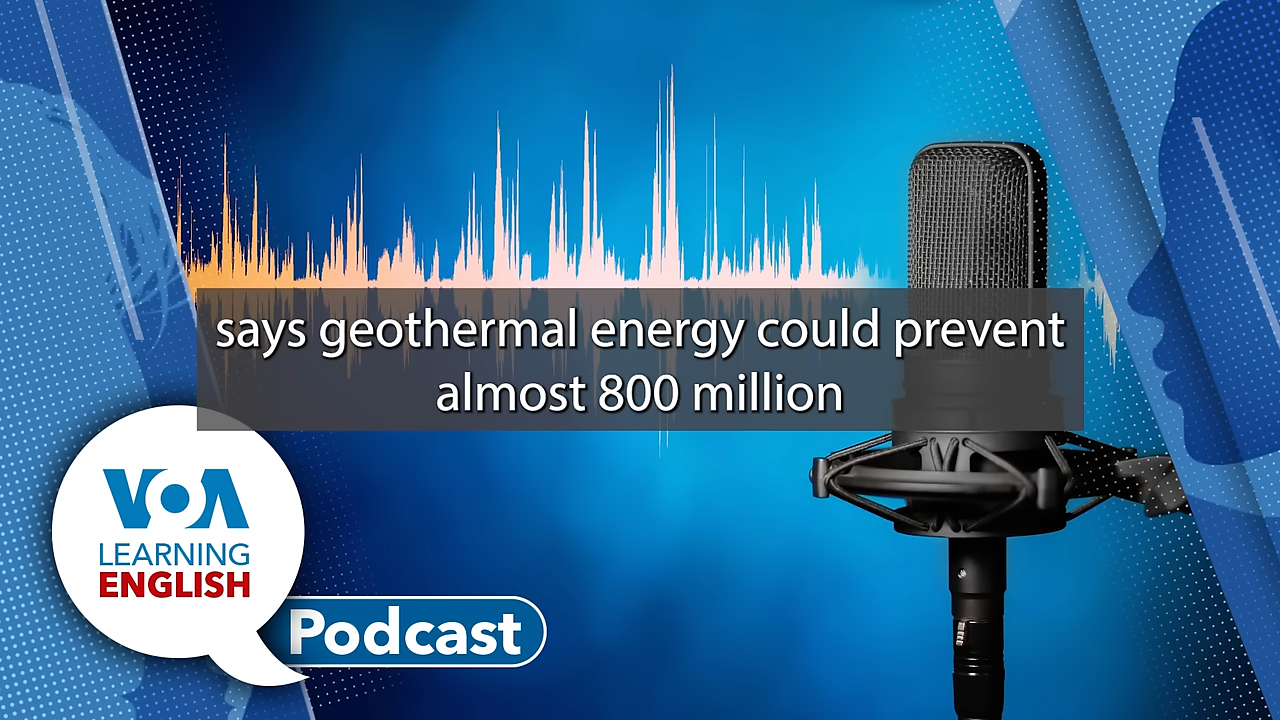 says geothermal energy could prevent
almost 800 million
VOA
LEARNING
ENGLISH
Podcast